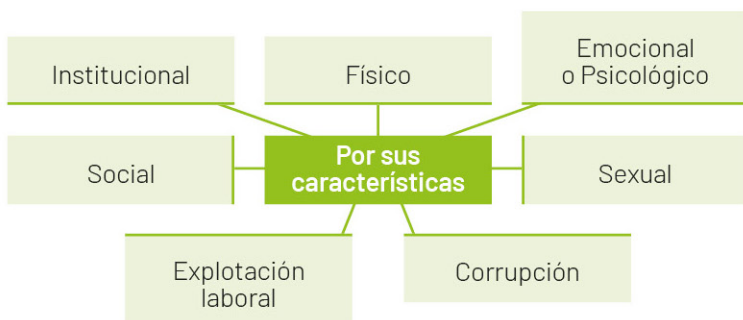 Institucional
Físico
Emocional
o Psicológico
Social
Por sus
características
Sexual
Explotación
laboral
Corrupción